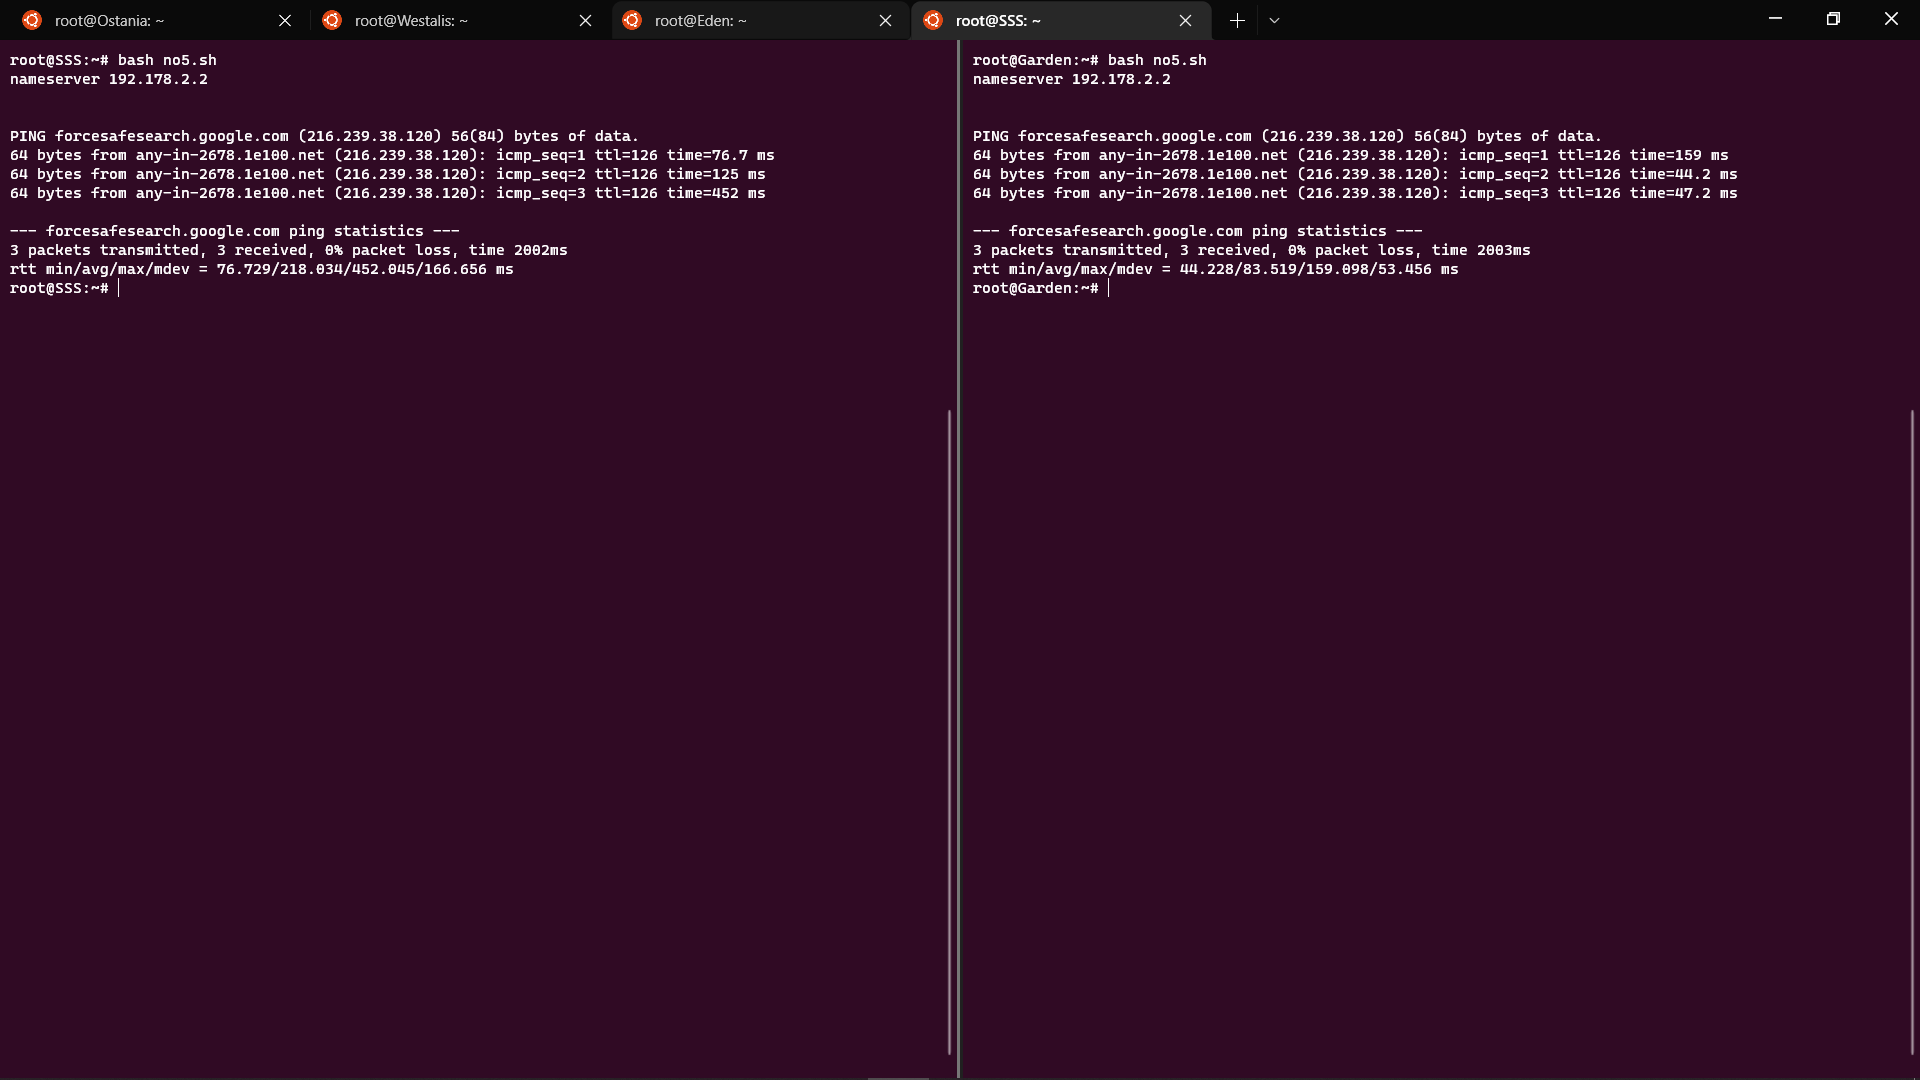 root@Ostania: ~
root@Westalis: ~
root@Eden: ~
root@SSS: ~
root@SSS:~# bash no5.sh
nameserver 192.178.2.2
PING forcesafesearch.google.com (216.239.38.120) 56(84) bytes of data.
64 bytes from any-in-2678.1e100.net (216.239.38.120): icmp_seq=1 ttl=126 time=76.7 ms
64 bytes from any-in-2678.1e100.net (216.239.38.120): icmp_seq=2 ttl=126 time=125 ms
64 bytes from any-in-2678.1e100.net (216.239.38.120): icmp_seq=3 ttl=126 time=452 ms
--- forcesafesearch.google.com ping statistics ---
3 packets transmitted, 3 received, 0% packet loss, time 2002ms
rtt min/avg/max/mdev = 76.729/218.034/452.045/166.656 ms
root@SSS:~#
root@Garden:~# bash no5.sh
nameserver 192.178.2.2
PING forcesafesearch.google.com (216.239.38.120) 56(84) bytes of data.
64 bytes from any-in-2678.1e100.net (216.239.38.120): icmp_seq=1 ttl=126 time=159 ms
64 bytes from any-in-2678.1e100.net (216.239.38.120): icmp_seq=2 ttl=126 time=44.2 ms
64 bytes from any-in-2678.1e100.net (216.239.38.120): icmp_seq=3 ttl=126 time=47.2 ms
--- forcesafesearch.google.com ping statistics ---
3 packets transmitted, 3 received, 0% packet loss, time 2003ms
rtt min/avg/max/mdev = 44.228/83.519/159.098/53.456 ms
root@Garden:~#